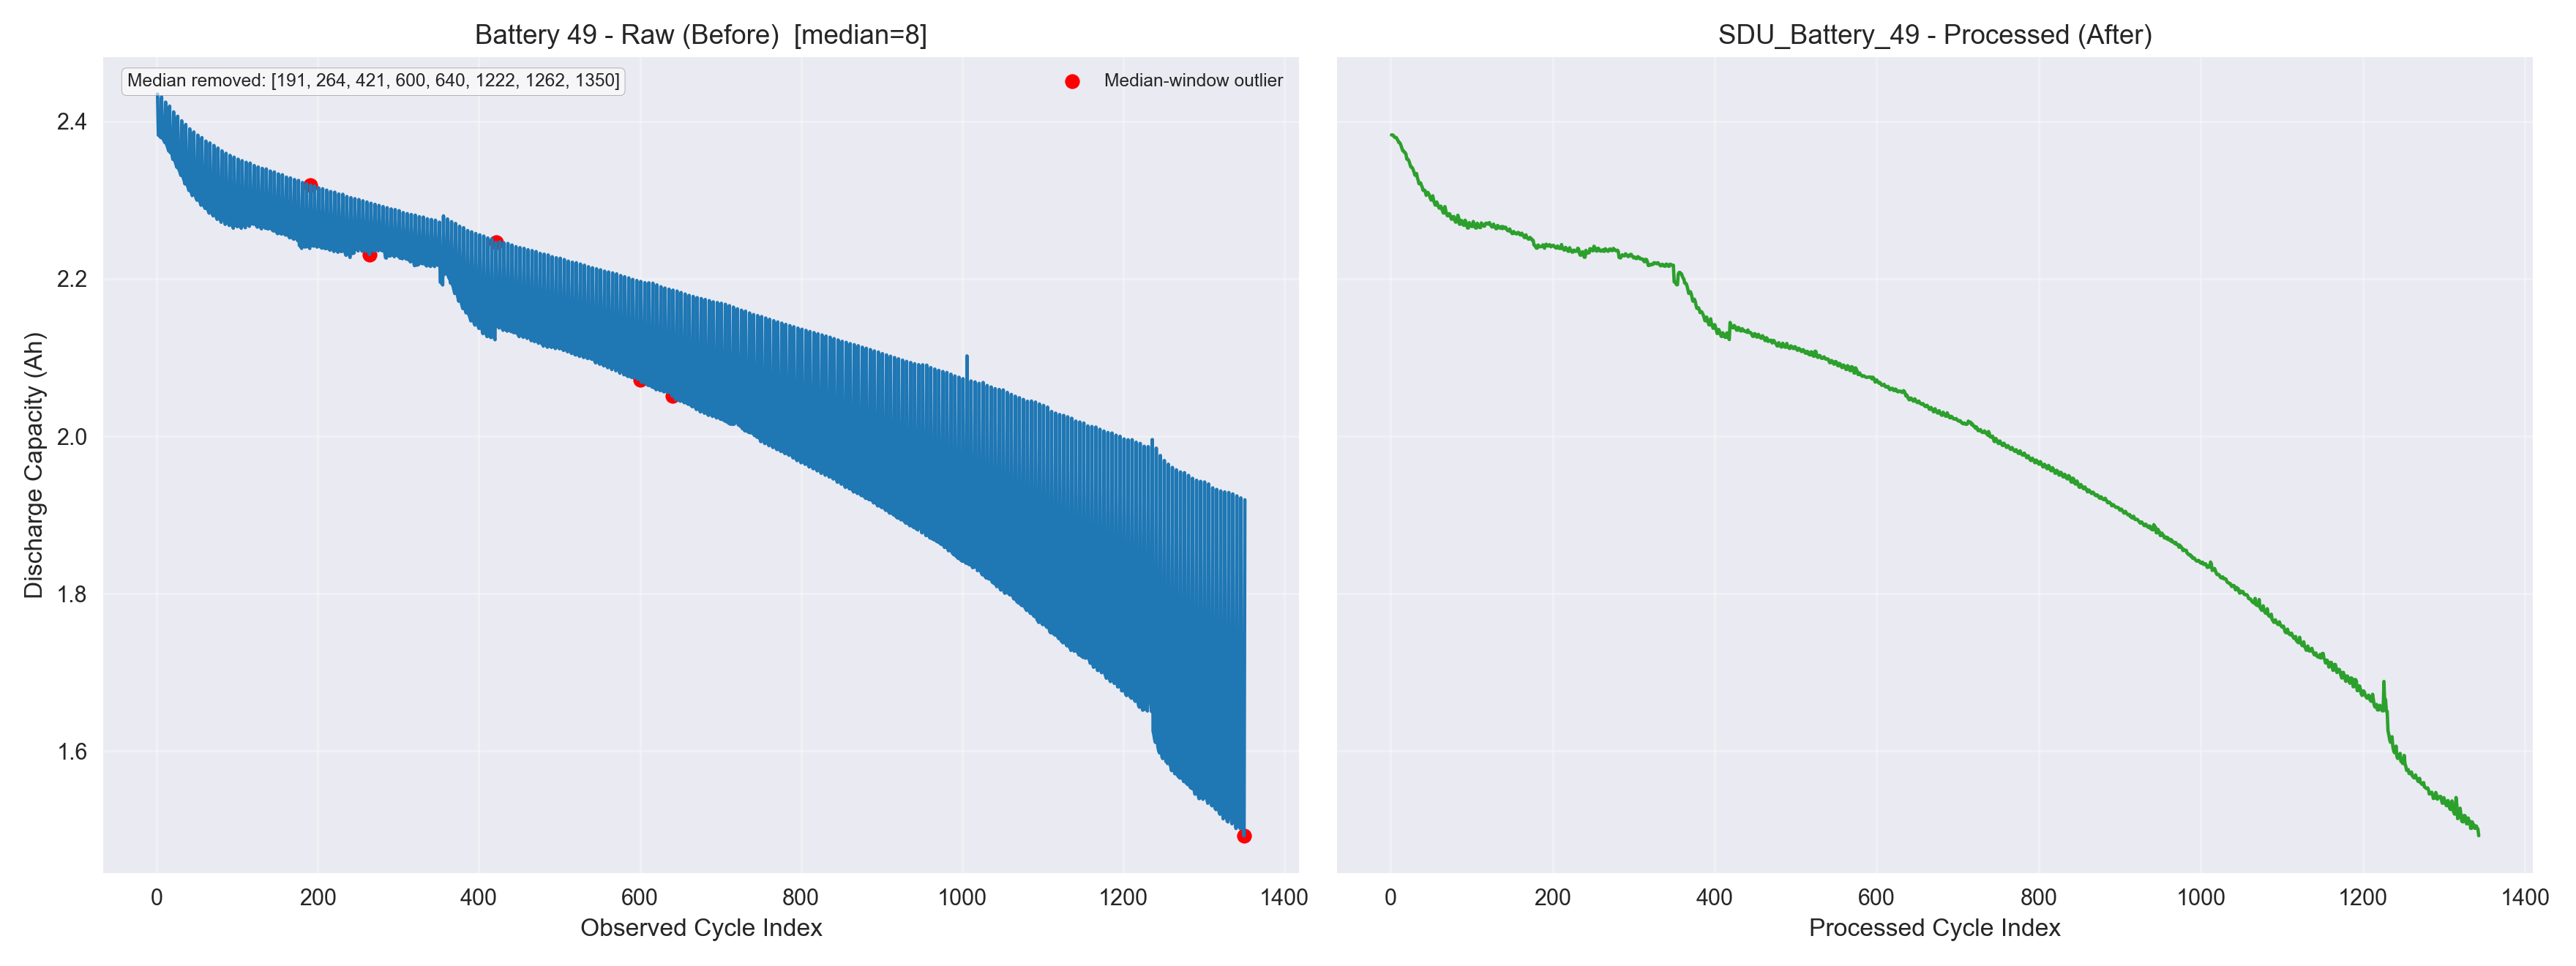 Battery 49 - Raw (Before)  [median=8]
Median removed: [191, 264, 421, 600, 640, 1222, 1262, 1350]
Median-window outlier
Discharge Capacity (Ah)
2.4
2.2
2.0
1.8
1.6
0 200 400 600 800 1000 1200 1400
Observed Cycle Index
SDU_Battery_49 - Processed (After)
0 200 400 600 800 1000 1200 1400
Processed Cycle Index